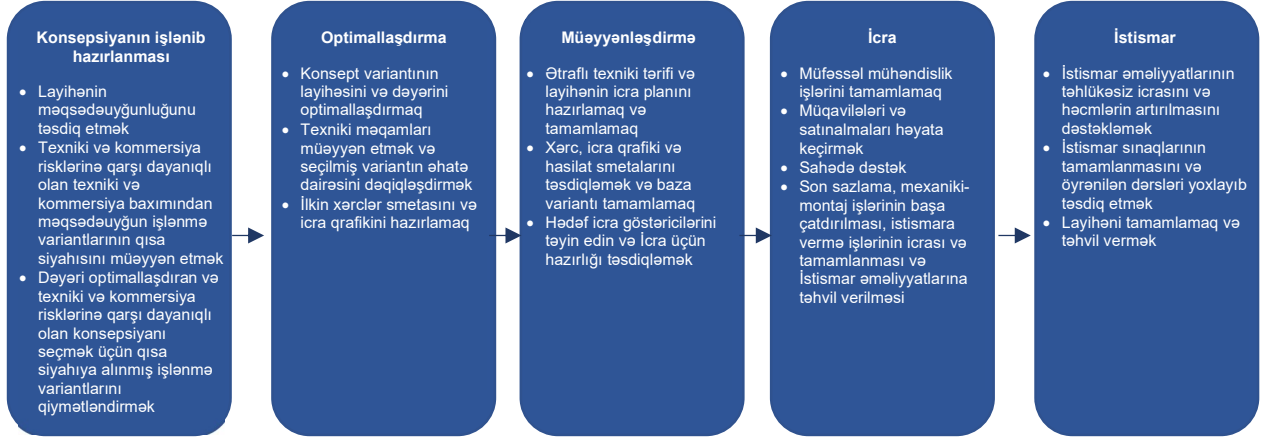 Konsepsiyanın işlənib
hazırlanması
• Layihənin
məqsədəuyğunluğunu
təsdiq etmək
• Texniki və kommersiya
risklərinə qarşı dayanıqlı
olan texniki və
kommersiya baxımından
məqsədəuyğun işlənmə
variantlarının qısa
siyahısını müəyyən etmək
• Dəyəri optimallaşdıran və
texniki və kommersiya
risklərinə qarşı dayanıqlı
olan konsepsiyanı
seçmək üçün qısa
siyahıya alınmış işlənmə
variantlarını
qiymətləndirmək
Optimallaşdırma
• Konsept variantının
layihəsini və dəyərini
optimallaşdırmaq
• Texniki məqamları
müəyyən etmək və
seçilmiş variantın əhatə
dairəsini dəqiqləşdirmək
• İlkin xərclər smetasını və
icra qrafikini hazırlamaq
Müəyyənləşdirmə
• Ətraflı texniki tərifi və
layihənin icra planını
hazırlamaq və
tamamlamaq
• Xərc, icra qrafiki və
hasilat smetalarını
təsdiqləmək və baza
variantı tamamlamaq
• Hədəf icra göstəricilərini
təyin edin və İcra üçün
hazırlığı təsdiqləmək
İcra
• Müfəssəl mühəndislik
işlərini tamamlamaq
• Müqavilələri və
satınalmaları həyata
keçirmək
• Sahədə dəstək
• Son sazlama, mexaniki-
montaj işlərinin başa
çatdırılması, istismara
vermə işlərinin icrası və
tamamlanması və
İstismar əməliyyatlarına
təhvil verilməsi
İstismar
• İstismar əməliyyatlarının
təhlükəsiz icrasını və
həcmlərin artırılmasını
dəstəkləmək
• İstismar sınaqlarının
tamamlanmasını və
öyrənilən dərsləri yoxlayıb
təsdiq etmək
• Layihəni tamamlamaq və
təhvil vermək